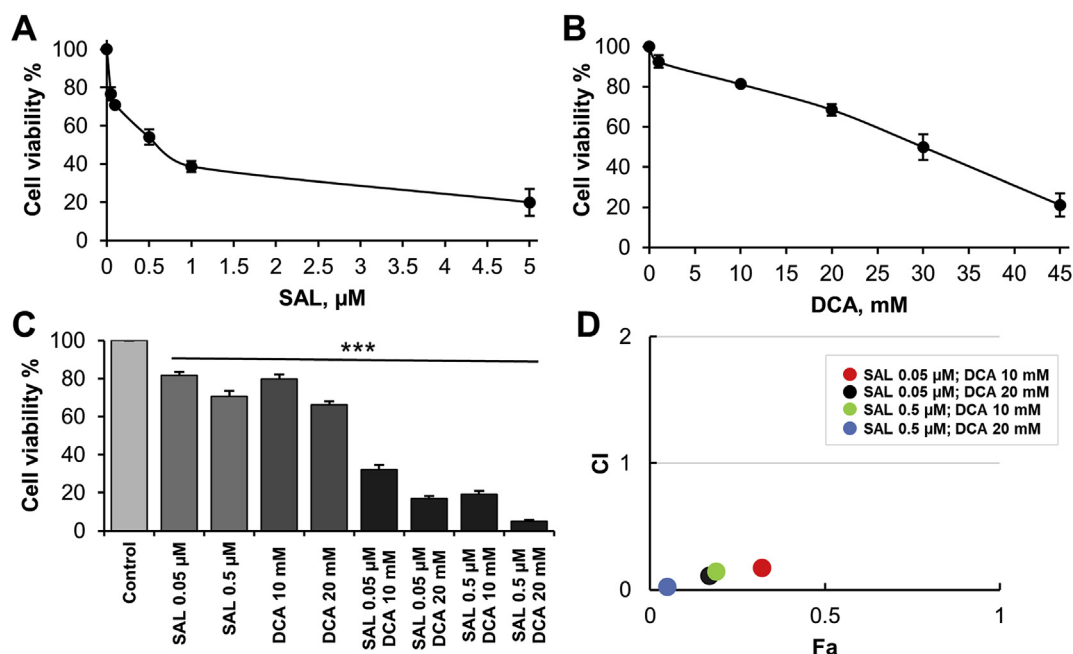 A
Cell viability %
100
80
60
40
20
0
0 0.5 1 1.5 2 2.5 3 3.5 4 4.5 5
SAL, µM
B
Cell viability %
100
80
60
40
20
0
0 5 10 15 20 25 30 35 40 45
DCA, mM
C
Cell viability %
100
80
60
40
20
0
***
Control
SAL 0.05 µM
SAL 0.5 µM
DCA 10 mM
DCA 20 mM
SAL 0.05 µM
DCA 10 mM
SAL 0.05 µM
DCA 20 mM
SAL 0.5 µM
DCA 10 mM
SAL 0.5 µM
DCA 20 mM
D
CI
2
1
0
SAL 0.05 µM; DCA 10 mM
SAL 0.05 µM; DCA 20 mM
SAL 0.5 µM; DCA 10 mM
SAL 0.5 µM; DCA 20 mM
0 0.5 1
Fa